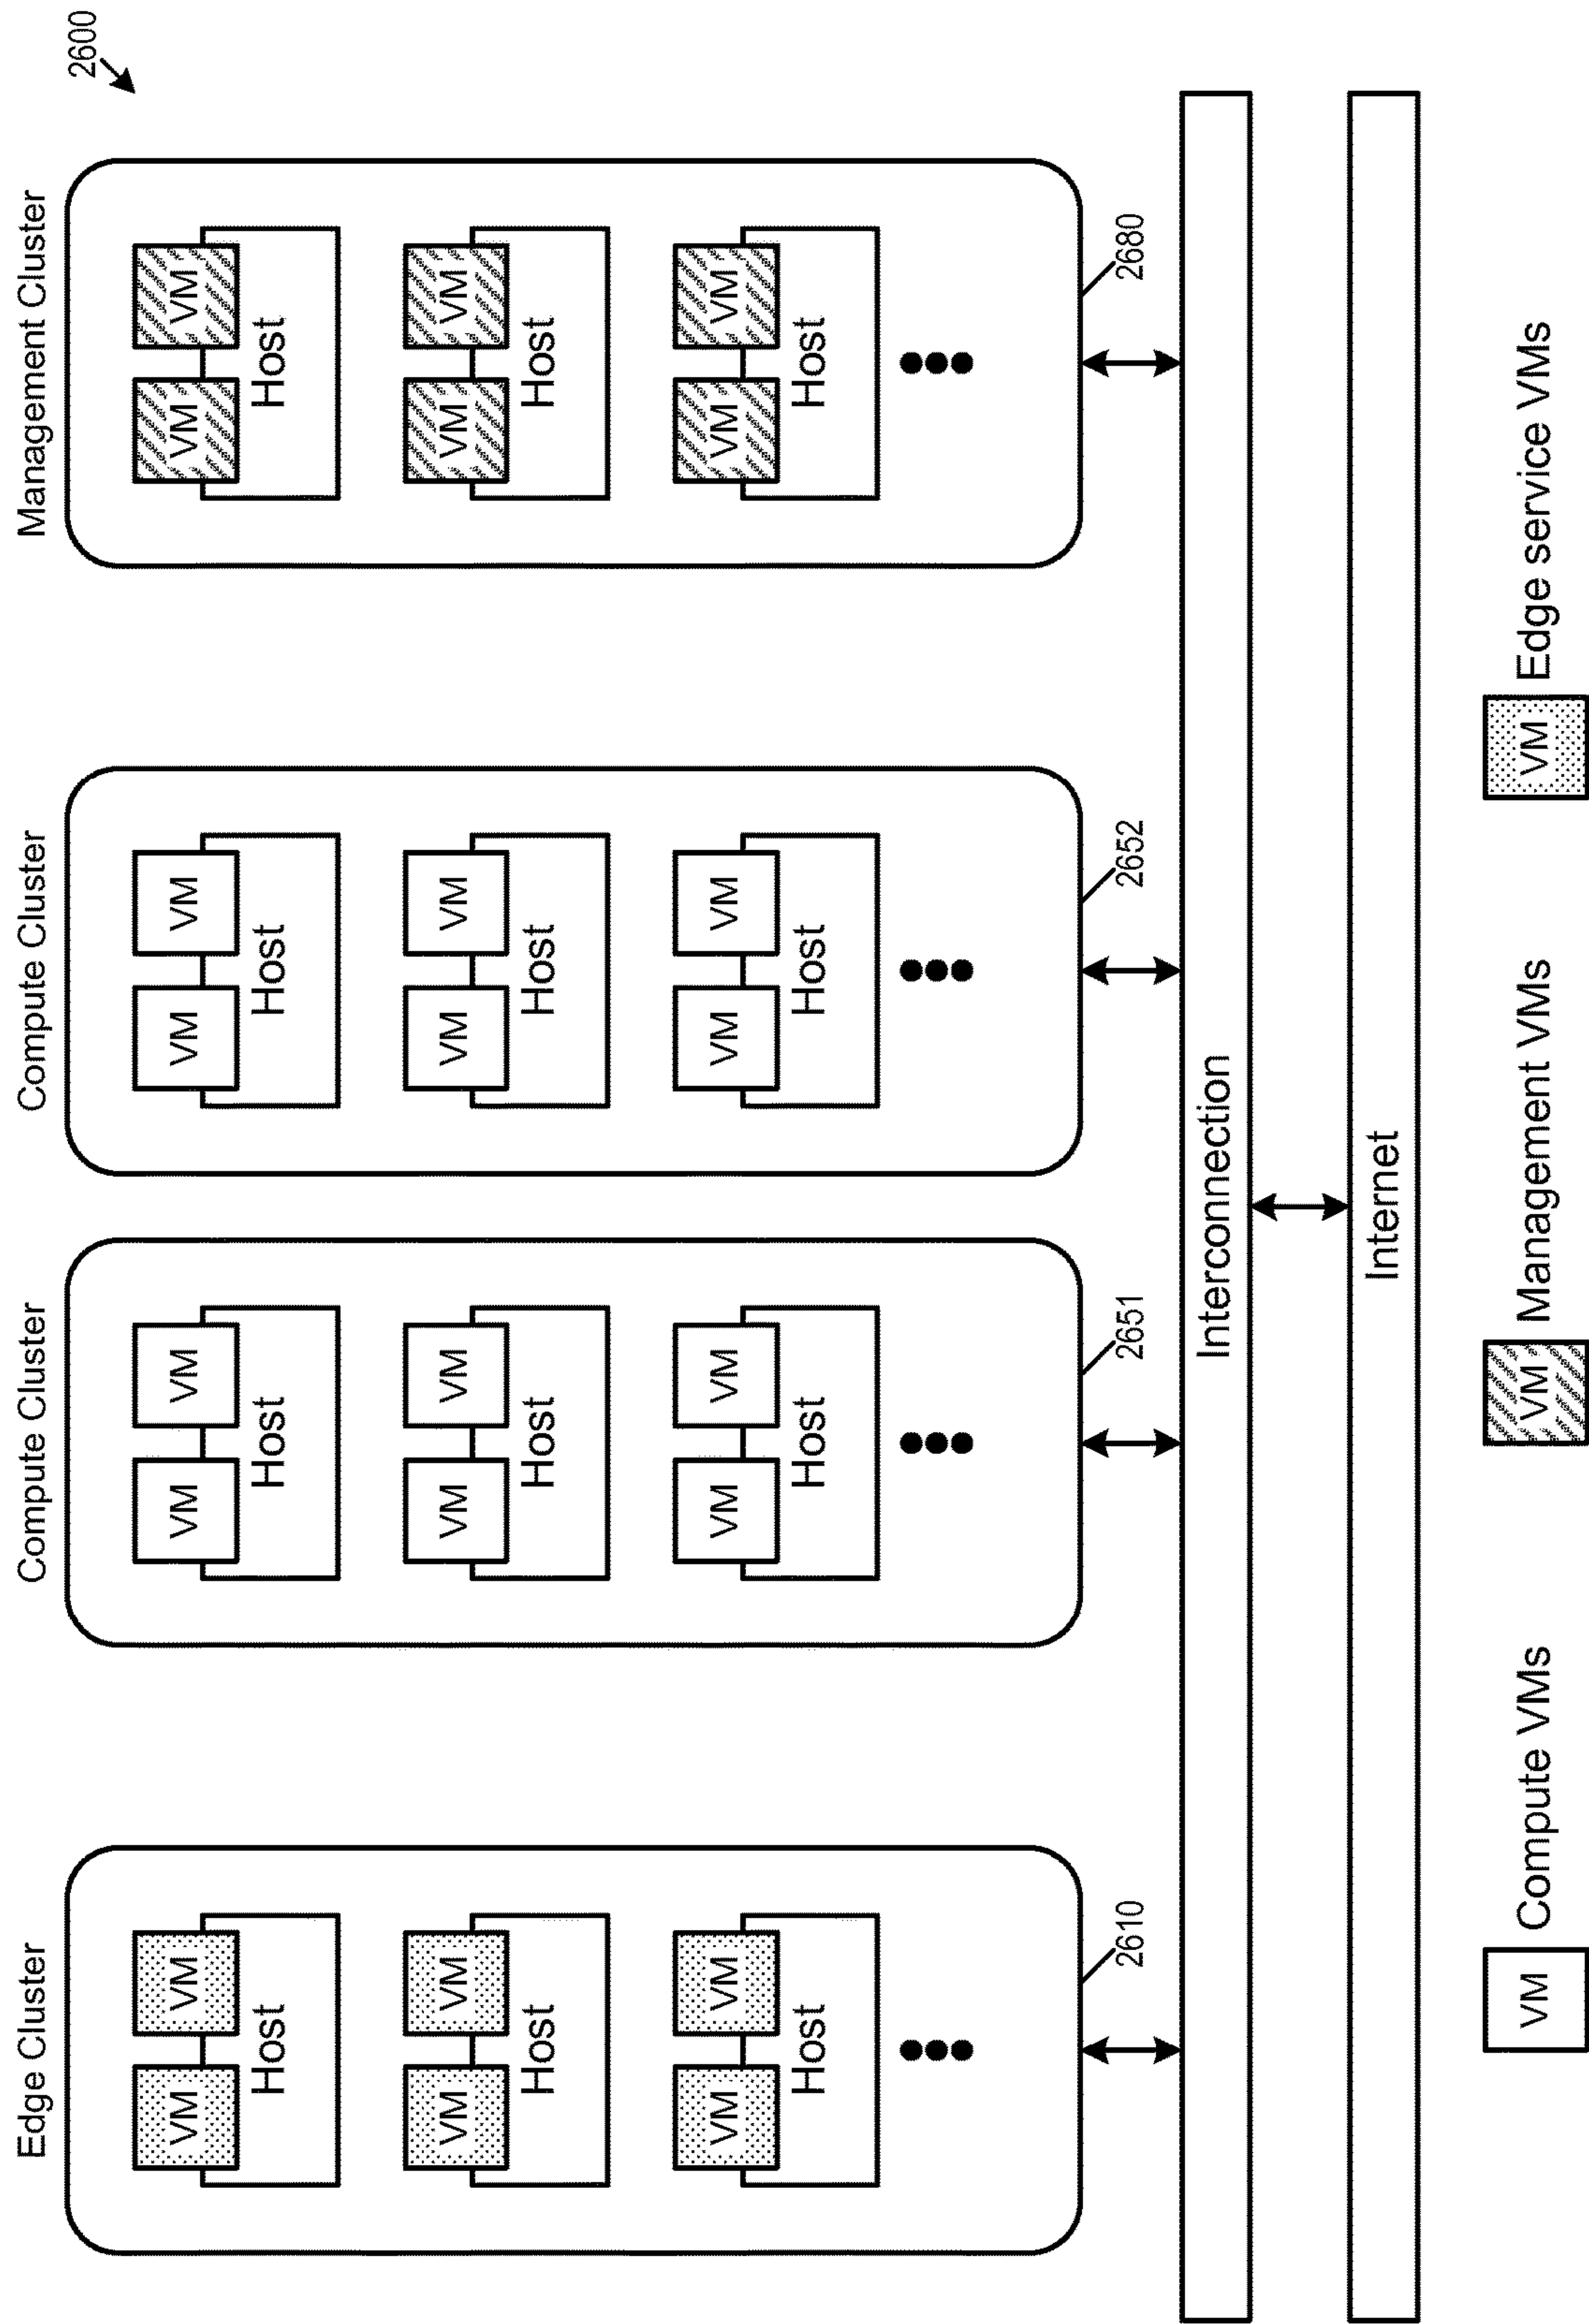 2600
Edge Cluster
Compute Cluster
Compute Cluster
Management Cluster
VM VM
Host
VM VM
Host
VM VM
Host
2610
VM VM
Host
VM VM
Host
VM VM
Host
2651
VM VM
Host
VM VM
Host
VM VM
Host
2652
VM VM
Host
VM VM
Host
VM VM
Host
2680
Interconnection
Internet
VM Compute VMs
VM Management VMs
VM Edge service VMs